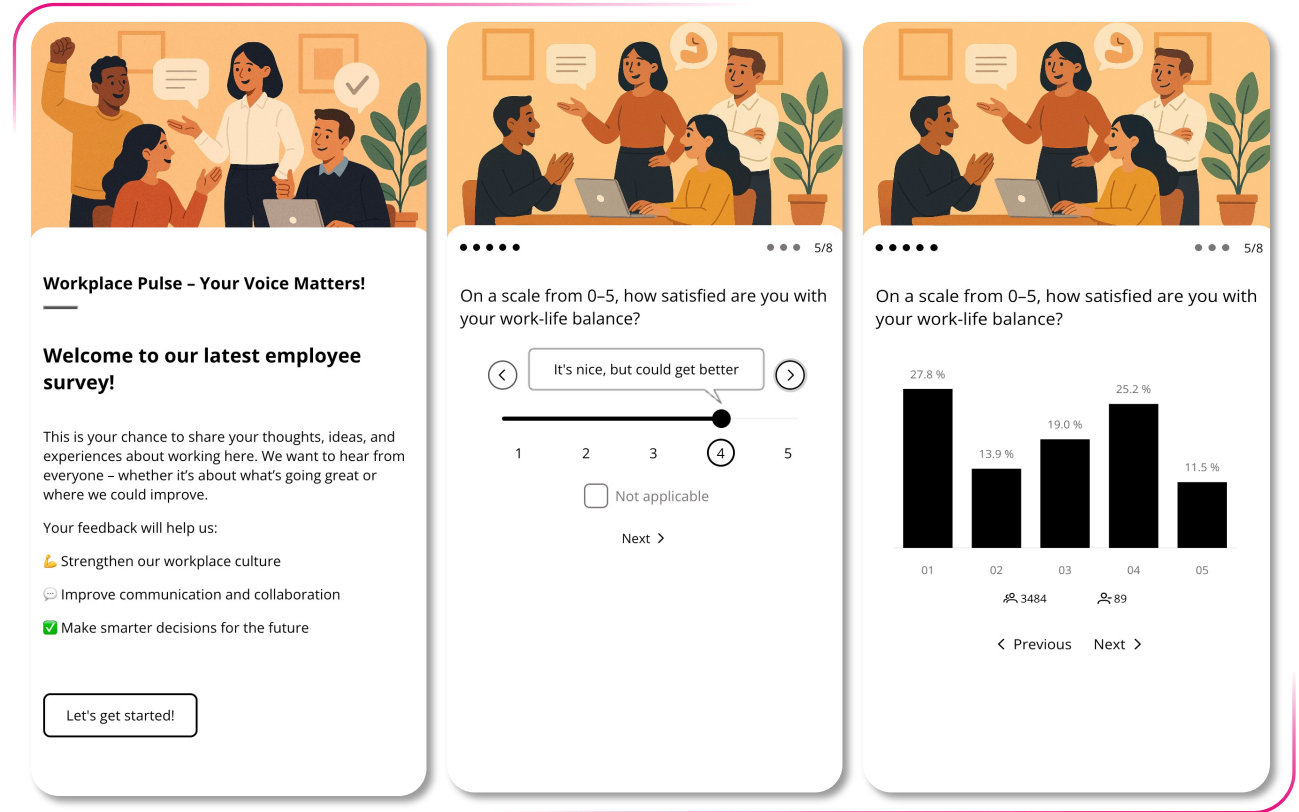 Workplace Pulse – Your Voice Matters!
Welcome to our latest employee
survey!
This is your chance to share your thoughts, ideas, and
experiences about working here. We want to hear from
everyone – whether it’s about what’s going great or
where we could improve.
Your feedback will help us:
💪 Strengthen our workplace culture
💬 Improve communication and collaboration
✅ Make smarter decisions for the future
Let's get started!
5/8
On a scale from 0–5, how satisfied are you with
your work-life balance?
It's nice, but could get better
1 2 3 4 5
Not applicable
Next
5/8
On a scale from 0–5, how satisfied are you with
your work-life balance?
27.8 % 13.9 % 19.0 % 25.2 % 11.5 %
01 02 03 04 05
3484 89
Previous Next